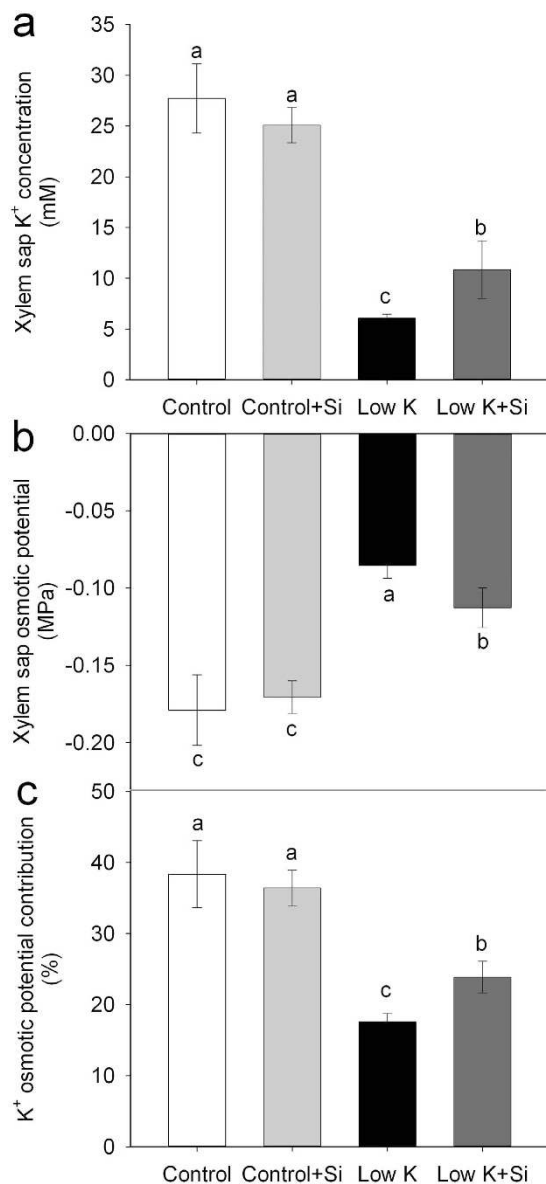 a
Xylem sap K⁺ concentration
(mM)
35
30
25
20
15
10
5
0
a
a
c
b
Control
Control+Si
Low K
Low K+Si
b
Xylem sap osmotic potential
(MPa)
0.00
-0.05
-0.10
-0.15
-0.20
c
c
a
b
c
K⁺ osmotic potential contribution
(%)
50
40
30
20
10
0
a
a
c
b
Control
Control+Si
Low K
Low K+Si